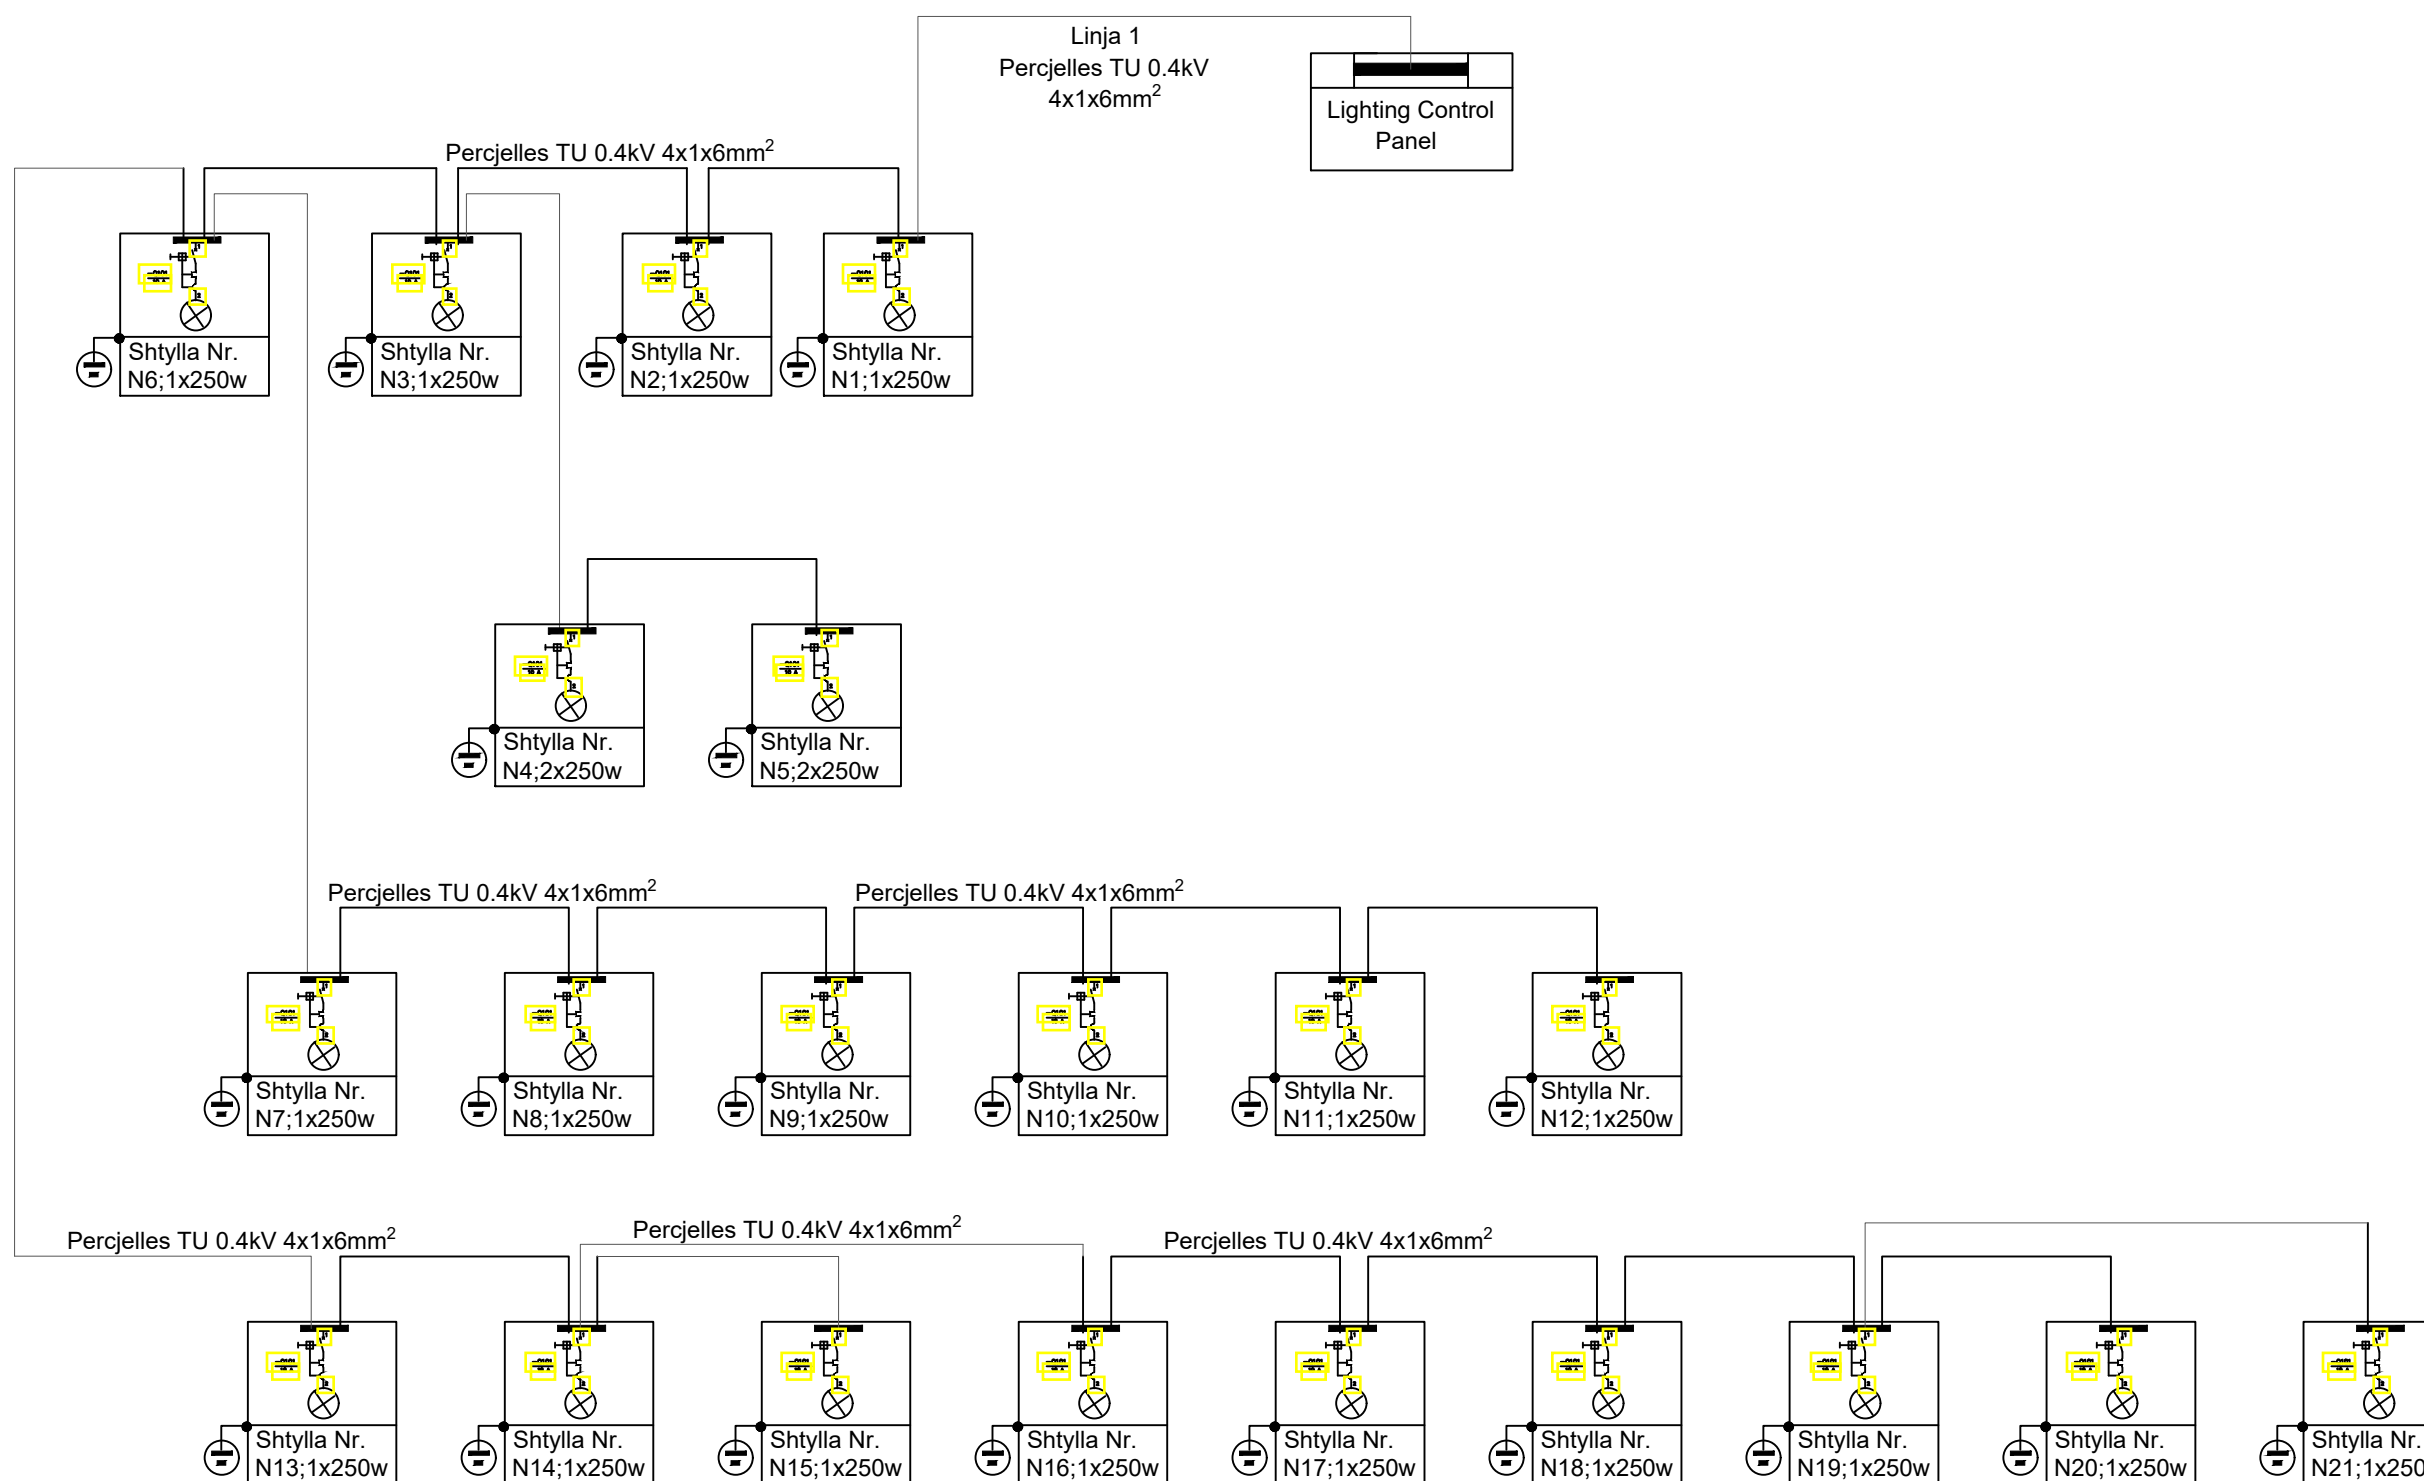 Linja 1
Percjelles TU 0.4kV
4x1x6mm²
Lighting Control
Panel
Percjelles TU 0.4kV 4x1x6mm²
Shtylla Nr.
N6;1x250w
Shtylla Nr.
N3;1x250w
Shtylla Nr.
N2;1x250w
Shtylla Nr.
N1;1x250w
Shtylla Nr.
N4;2x250w
Shtylla Nr.
N5;2x250w
Percjelles TU 0.4kV 4x1x6mm²
Percjelles TU 0.4kV 4x1x6mm²
Shtylla Nr.
N7;1x250w
Shtylla Nr.
N8;1x250w
Shtylla Nr.
N9;1x250w
Shtylla Nr.
N10;1x250w
Shtylla Nr.
N11;1x250w
Shtylla Nr.
N12;1x250w
Percjelles TU 0.4kV 4x1x6mm²
Percjelles TU 0.4kV 4x1x6mm²
Percjelles TU 0.4kV 4x1x6mm²
Shtylla Nr.
N13;1x250w
Shtylla Nr.
N14;1x250w
Shtylla Nr.
N15;1x250w
Shtylla Nr.
N16;1x250w
Shtylla Nr.
N17;1x250w
Shtylla Nr.
N18;1x250w
Shtylla Nr.
N19;1x250w
Shtylla Nr.
N20;1x250w
Shtylla Nr.
N21;1x250